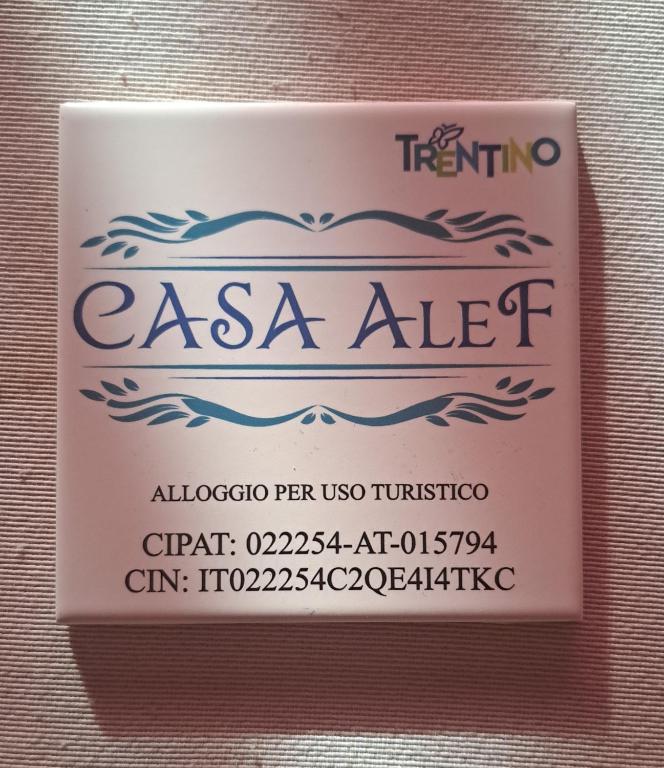 TRENTINO
CASA ALEF
ALLOGGIO PER USO TURISTICO
CIPAT: 022254-AT-015794
CIN: IT022254C2QE4I4TKC